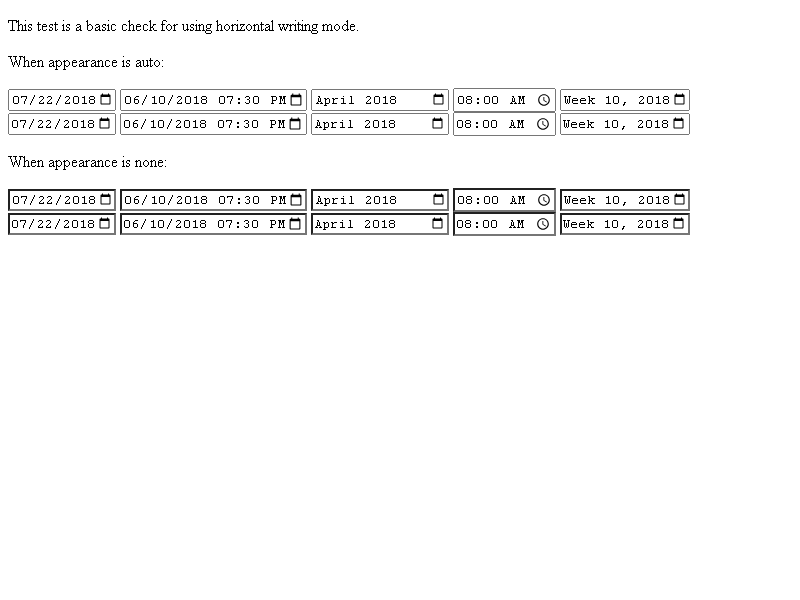 This test is a basic check for using horizontal writing mode.
When appearance is auto:
07/22/2018 06/10/2018 07:30 PM April 2018 08:00 AM Week 10, 2018
07/22/2018 06/10/2018 07:30 PM April 2018 08:00 AM Week 10, 2018
When appearance is none:
07/22/2018 06/10/2018 07:30 PM April 2018 08:00 AM Week 10, 2018
07/22/2018 06/10/2018 07:30 PM April 2018 08:00 AM Week 10, 2018